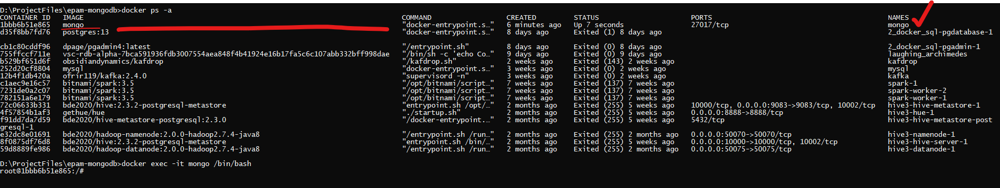 D:\ProjectFiles\epam-mongodb>docker ps -a
CONTAINER ID   IMAGE   COMMAND   CREATED   STATUS   PORTS   NAMES
1bbb6b51e865   mongo   "docker-entrypoint.s…"   6 minutes ago   Up 7 seconds   27017/tcp   mongo
d35f8bb7fd76   postgres:13   "docker-entrypoint.s…"   8 days ago   Exited (1) 8 days ago   2_docker_sql-pgdatabase-1
cb1c80cddf96   dpage/pgadmin4:latest   "/entrypoint.sh"   8 days ago   Exited (0) 8 days ago   2_docker_sql-pgadmin-1
755ffccf711e   vsc-rdb-alpha-7bca591936fdb3007554aea848f4b41924e16b17fa5c6c107abb332bff998dae   "/bin/sh -c 'echo Co…"   9 days ago   Exited (0) 9 days ago   laughing_archimedes
b529bf651d6f   obsidiandynamics/kafdrop   "/kafdrop.sh"   2 weeks ago   Exited (143) 2 weeks ago   kafdrop
252d20cf8804   mysql   "docker-entrypoint.s…"   3 weeks ago   Exited (0) 2 weeks ago   mysql
12b4f1db420a   ofrir119/kafka:2.4.0   "supervisord -n"   3 weeks ago   Exited (0) 2 weeks ago   kafka
c1aec9e16c57   bitnami/spark:3.5   "/opt/bitnami/script…"   7 weeks ago   Exited (137) 7 weeks ago   spark-1
7231de0a2c07   bitnami/spark:3.5   "/opt/bitnami/script…"   7 weeks ago   Exited (137) 7 weeks ago   spark-worker-2
782151a6e179   bitnami/spark:3.5   "/opt/bitnami/script…"   7 weeks ago   Exited (137) 7 weeks ago   spark-worker-1
72c06633b331   bde2020/hive:2.3.2-postgresql-metastore   "entrypoint.sh /opt/…"   2 months ago   Exited (255) 5 weeks ago   10000/tcp, 0.0.0.0:9083->9083/tcp, 10002/tcp   hive3-hive-metastore-1
4f57854b1af3   gethue/hue   "./startup.sh"   2 months ago   Exited (255) 5 weeks ago   0.0.0.0:8888->8888/tcp   hive3-hue-1
f91dd7da7d59   bde2020/hive-metastore-postgresql:2.3.0   "/docker-entrypoint.…"   2 months ago   Exited (255) 5 weeks ago   5432/tcp   hive3-hive-metastore-post
gresql-1
e32dc8e01691   bde2020/hadoop-namenode:2.0.0-hadoop2.7.4-java8   "/entrypoint.sh /run…"   2 months ago   Exited (255) 2 months ago   0.0.0.0:50070->50070/tcp   hive3-namenode-1
8f0875df76d8   bde2020/hive:2.3.2-postgresql-metastore   "entrypoint.sh /bin/…"   2 months ago   Exited (255) 5 weeks ago   0.0.0.0:10000->10000/tcp, 10002/tcp   hive3-hive-server-1
59d8889fe986   bde2020/hadoop-datanode:2.0.0-hadoop2.7.4-java8   "/entrypoint.sh /run…"   2 months ago   Exited (255) 2 months ago   0.0.0.0:50075->50075/tcp   hive3-datanode-1
D:\ProjectFiles\epam-mongodb>docker exec -it mongo /bin/bash
root@1bbb6b51e865:/#